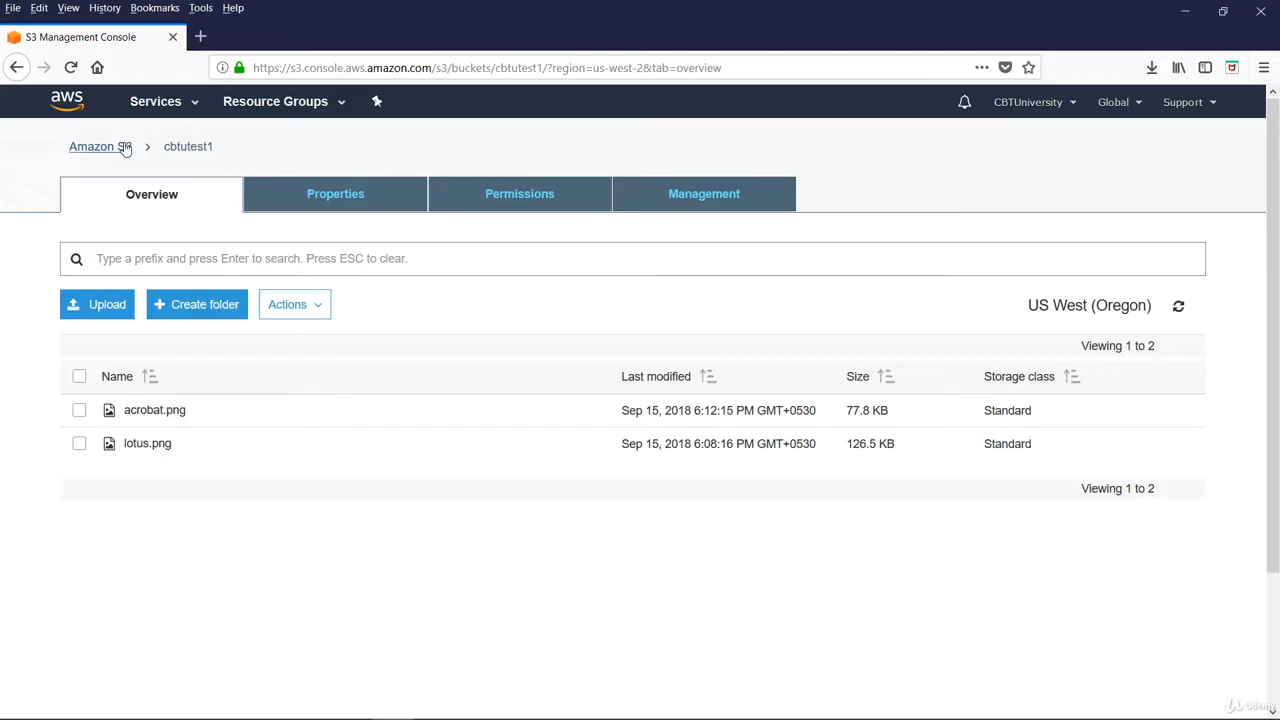 File Edit View History Bookmarks Tools Help
S3 Management Console
https://s3.console.aws.amazon.com/s3/buckets/cbtutest1/?region=us-west-2&tab=overview
aws Services Resource Groups CBTUniversity Global Support
Amazon S3 > cbtutest1
Overview Properties Permissions Management
Type a prefix and press Enter to search. Press ESC to clear.
Upload + Create folder Actions US West (Oregon)
Viewing 1 to 2
Name Last modified Size Storage class
acrobat.png Sep 15, 2018 6:12:15 PM GMT+0530 77.8 KB Standard
lotus.png Sep 15, 2018 6:08:16 PM GMT+0530 126.5 KB Standard
Viewing 1 to 2
Udemy